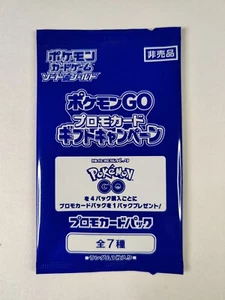 ポケモン
カードゲーム
ソード&シールド
非売品
ポケモンGO
プロモカード
ギフトキャンペーン
Pokémon
GO
を4パック購入ごとに
プロモカードパックを1パックプレゼント!
プロモカードパック
全7種